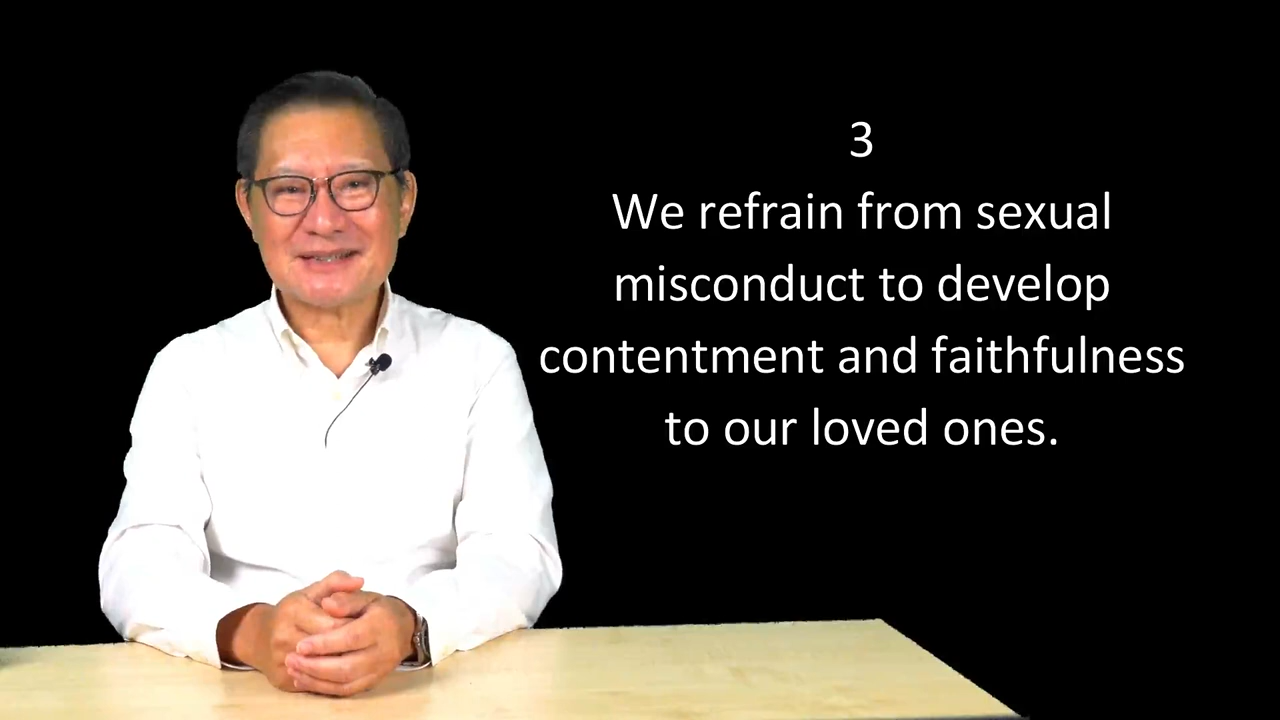 3
We refrain from sexual
misconduct to develop
contentment and faithfulness
to our loved ones.